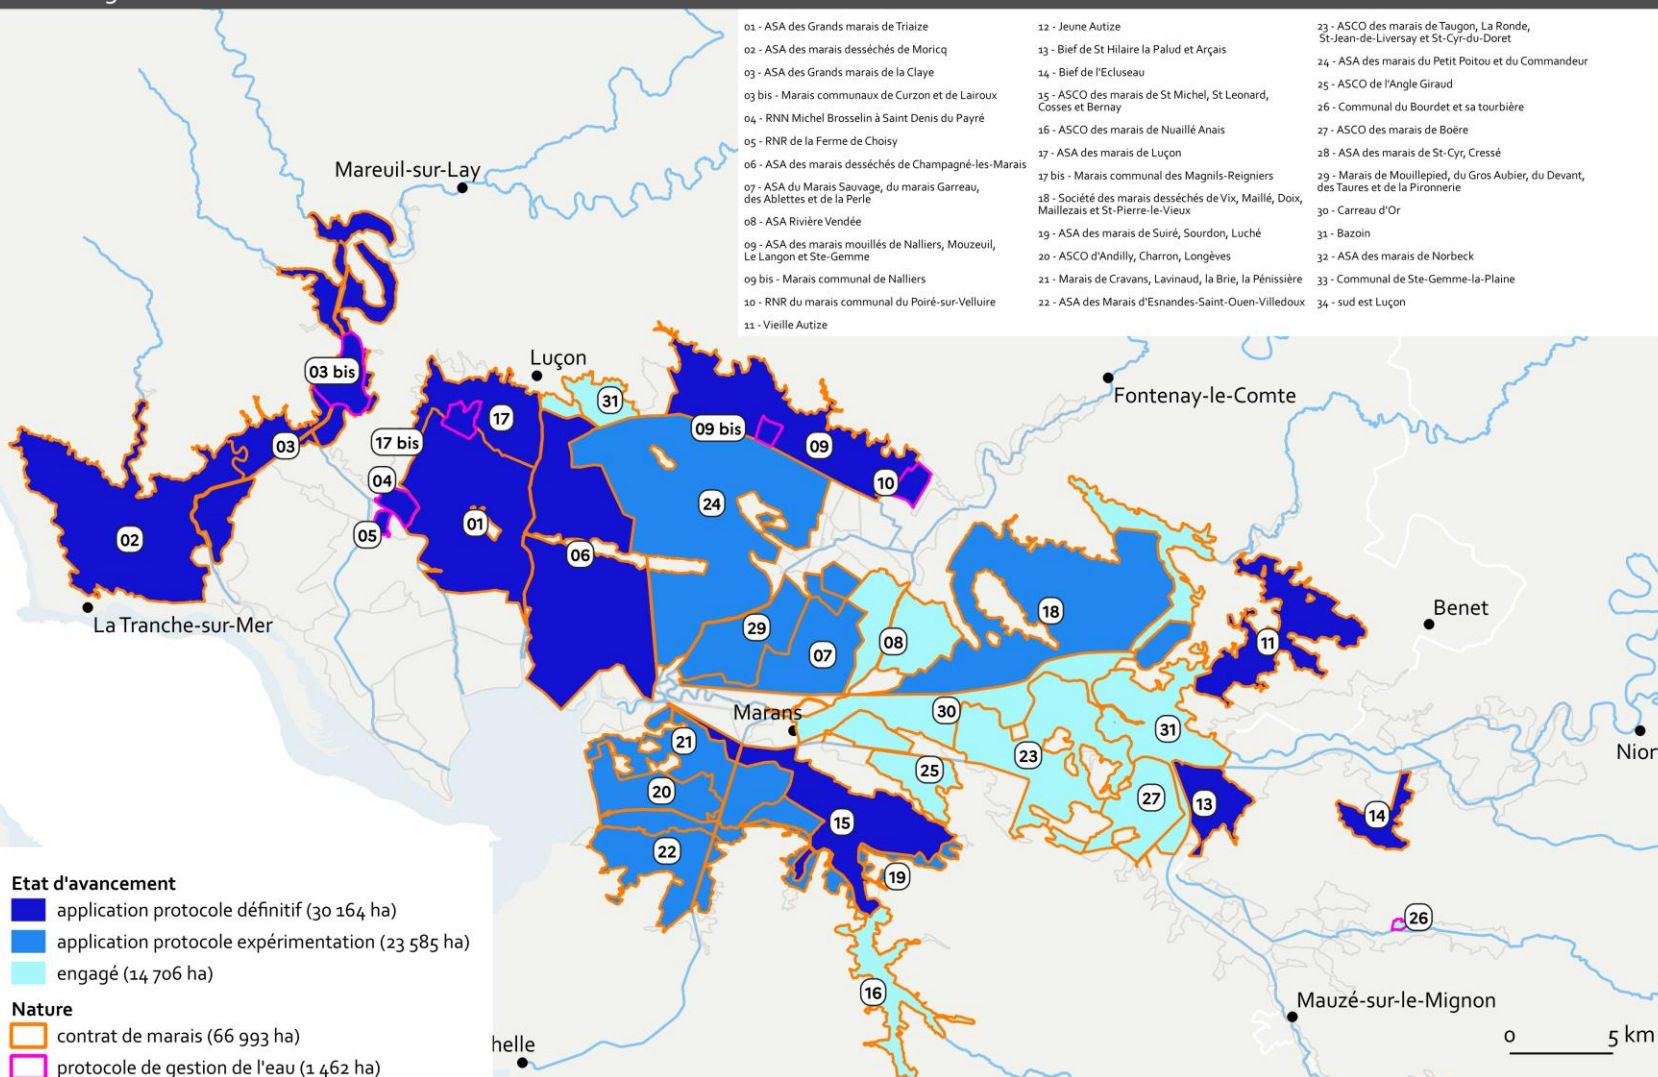 01 - ASA des Grands marais de Triaize
02 - ASA des marais desséchés de Moricq
03 - ASA des Grands marais de la Claye
03 bis - Marais communaux de Curzon et de Lairoux
04 - RNN Michel Brosselin à Saint Denis du Payré
05 - RNR de la Ferme de Choisy
06 - ASA des marais desséchés de Champagné-les-Marais
07 - ASA du Marais Sauvage, du marais Garreau,
des Ablettes et de la Perle
08 - ASA Rivière Vendée
09 - ASA des marais mouillés de Nalliers, Mouzeuil,
Le Langon et Ste-Gemme
09 bis - Marais communal de Nalliers
10 - RNR du marais communal du Poiré-sur-Velluire
11 - Vieille Autize
12 - Jeune Autize
13 - Bief de St Hilaire la Palud et Arçais
14 - Bief de l'Ecluseau
15 - ASCO des marais de St Michel, St Leonard,
Cosses et Bernay
16 - ASCO des marais de Nuaillé Anais
17 - ASA des marais de Luçon
17 bis - Marais communal des Magnils-Reigniers
18 - Société des marais desséchés de Vix, Maillé, Doix,
Maillezais et St-Pierre-le-Vieux
19 - ASA des marais de Suiré, Sourdon, Luché
20 - ASCO d'Andilly, Charron, Longèves
21 - Marais de Cravans, Lavinaud, la Brie, la Pénissière
22 - ASA des Marais d'Esnandes-Saint-Ouen-Villedoux
23 - ASCO des marais de Taugon, La Ronde,
St-Jean-de-Liversay et St-Cyr-du-Doret
24 - ASA des marais du Petit Poitou et du Commandeur
25 - ASCO de l'Angle Giraud
26 - Communal du Bourdet et sa tourbière
27 - ASCO des marais de Boëre
28 - ASA des marais de St-Cyr, Cressé
29 - Marais de Mouillepied, du Gros Aubier, du Devant,
des Taures et de la Pironnerie
30 - Carreau d'Or
31 - Bazoin
32 - ASA des marais de Norbeck
33 - Communal de Ste-Gemme-la-Plaine
34 - sud est Luçon
Mareuil-sur-Lay
Luçon
03 bis
Fontenay-le-Comte
31
17
09 bis
17 bis
03
09
04
10
24
01
05
02
06
La Tranche-sur-Mer
18
Benet
29
08
11
07
Marans
30
31
21
23
Nior
25
20
27
13
15
14
22
19
26
16
Mauzé-sur-le-Mignon
helle
0 5 km
Etat d'avancement
application protocole définitif (30 164 ha)
application protocole expérimentation (23 585 ha)
engagé (14 706 ha)
Nature
contrat de marais (66 993 ha)
protocole de gestion de l'eau (1 462 ha)